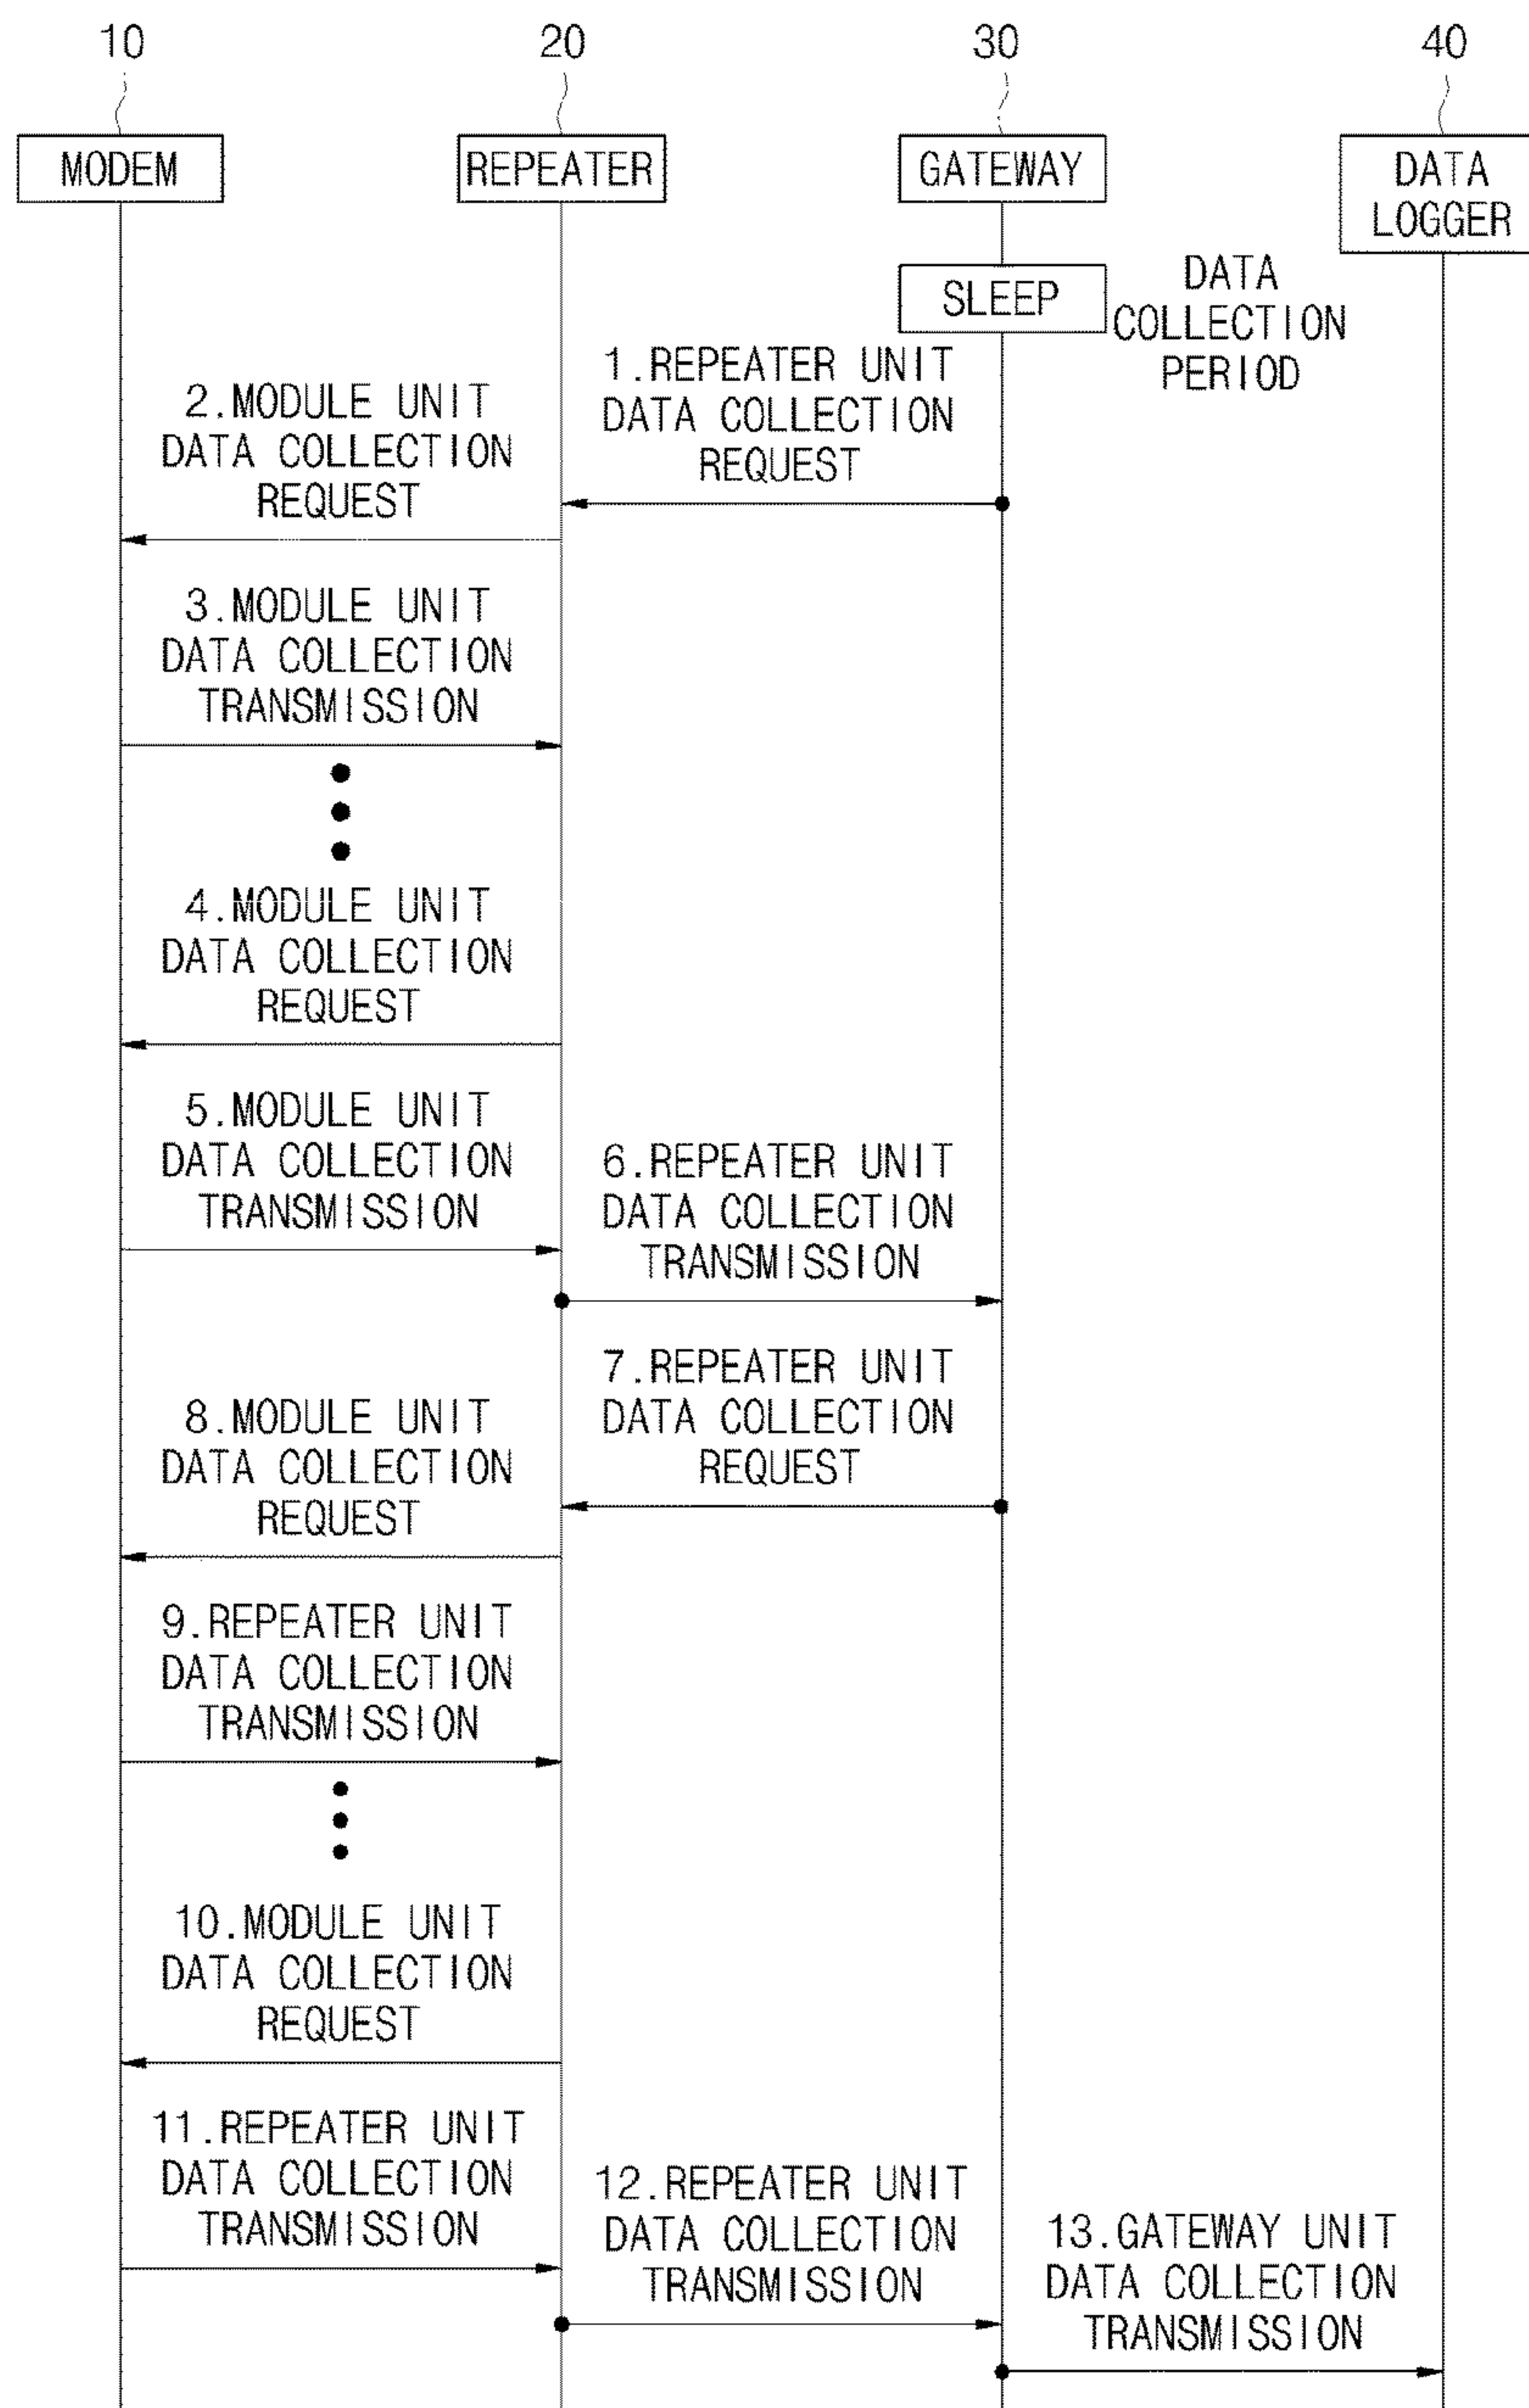 10
20
30
40
MODEM
REPEATER
GATEWAY
DATA
LOGGER
SLEEP
DATA
COLLECTION
PERIOD
1.REPEATER UNIT
DATA COLLECTION
REQUEST
2.MODULE UNIT
DATA COLLECTION
REQUEST
3.MODULE UNIT
DATA COLLECTION
TRANSMISSION
4.MODULE UNIT
DATA COLLECTION
REQUEST
5.MODULE UNIT
DATA COLLECTION
TRANSMISSION
6.REPEATER UNIT
DATA COLLECTION
TRANSMISSION
7.REPEATER UNIT
DATA COLLECTION
REQUEST
8.MODULE UNIT
DATA COLLECTION
REQUEST
9.REPEATER UNIT
DATA COLLECTION
TRANSMISSION
10.MODULE UNIT
DATA COLLECTION
REQUEST
11.REPEATER UNIT
DATA COLLECTION
TRANSMISSION
12.REPEATER UNIT
DATA COLLECTION
TRANSMISSION
13.GATEWAY UNIT
DATA COLLECTION
TRANSMISSION